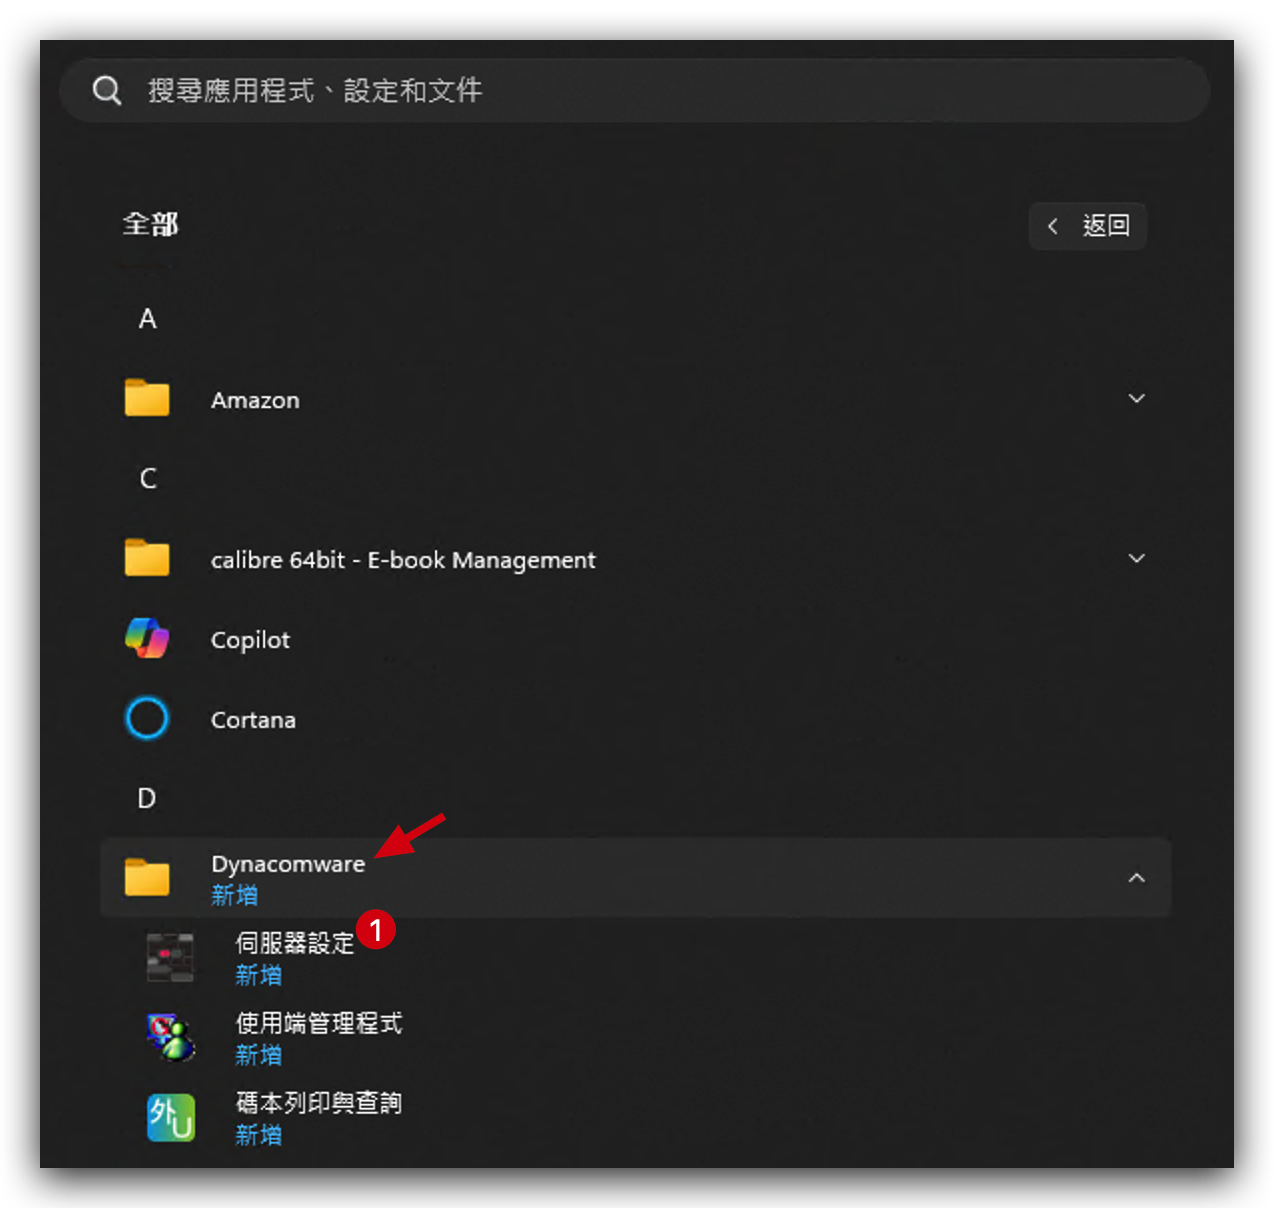 搜尋應用程式、設定和文件
全部
返回
A
Amazon
C
calibre 64bit - E-book Management
Copilot
Cortana
D
Dynacomware
新增
1
伺服器設定
新增
使用端管理程式
新增
碼本列印與查詢
新增
外U